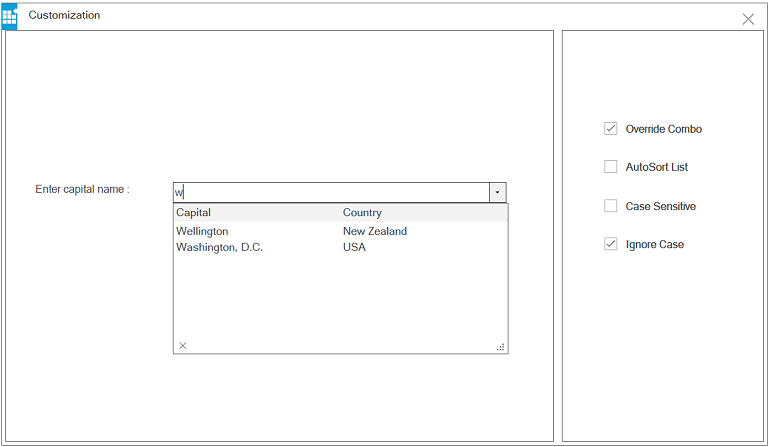 Customization
Enter capital name :
w
Capital Country
Wellington New Zealand
Washington, D.C. USA
Override Combo
AutoSort List
Case Sensitive
Ignore Case